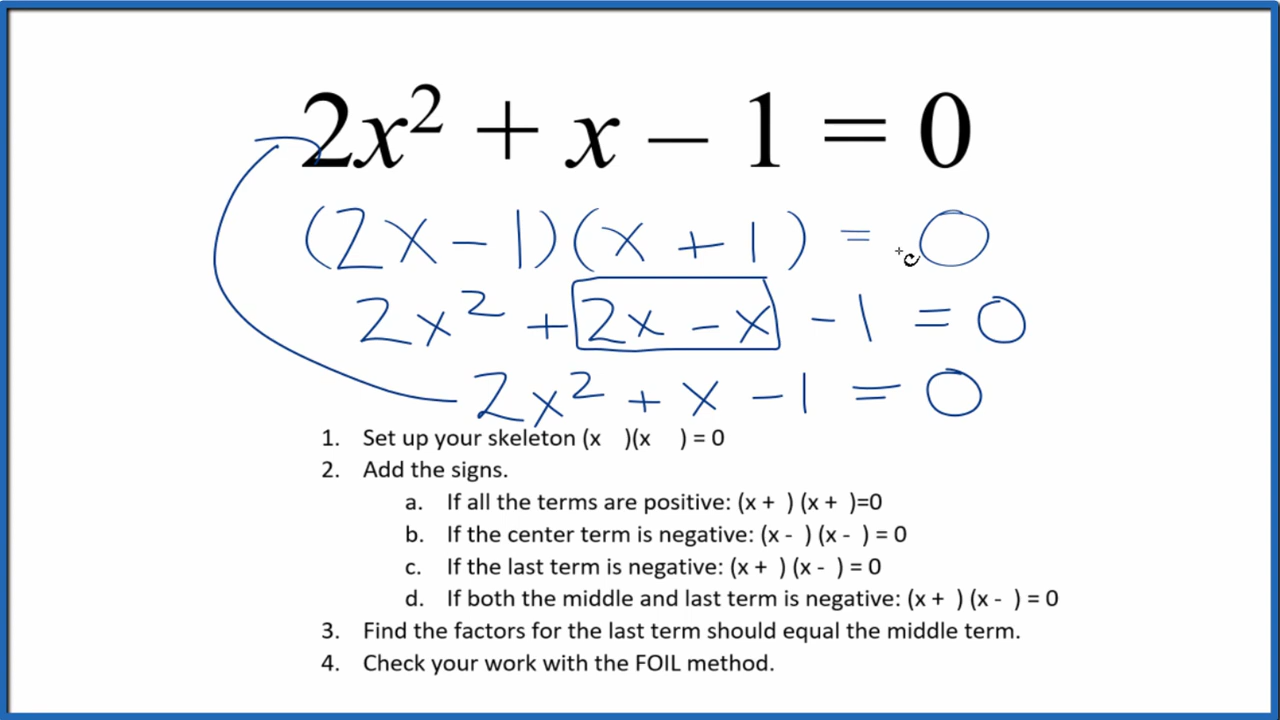 2x² + x – 1 = 0
(2x - 1)(x + 1) = 0
2x² + 2x - x - 1 = 0
2x² + x - 1 = 0
1. Set up your skeleton (x )(x ) = 0
2. Add the signs.
a. If all the terms are positive: (x + ) (x + )=0
b. If the center term is negative: (x - ) (x - ) = 0
c. If the last term is negative: (x + ) (x - ) = 0
d. If both the middle and last term is negative: (x + ) (x - ) = 0
3. Find the factors for the last term should equal the middle term.
4. Check your work with the FOIL method.